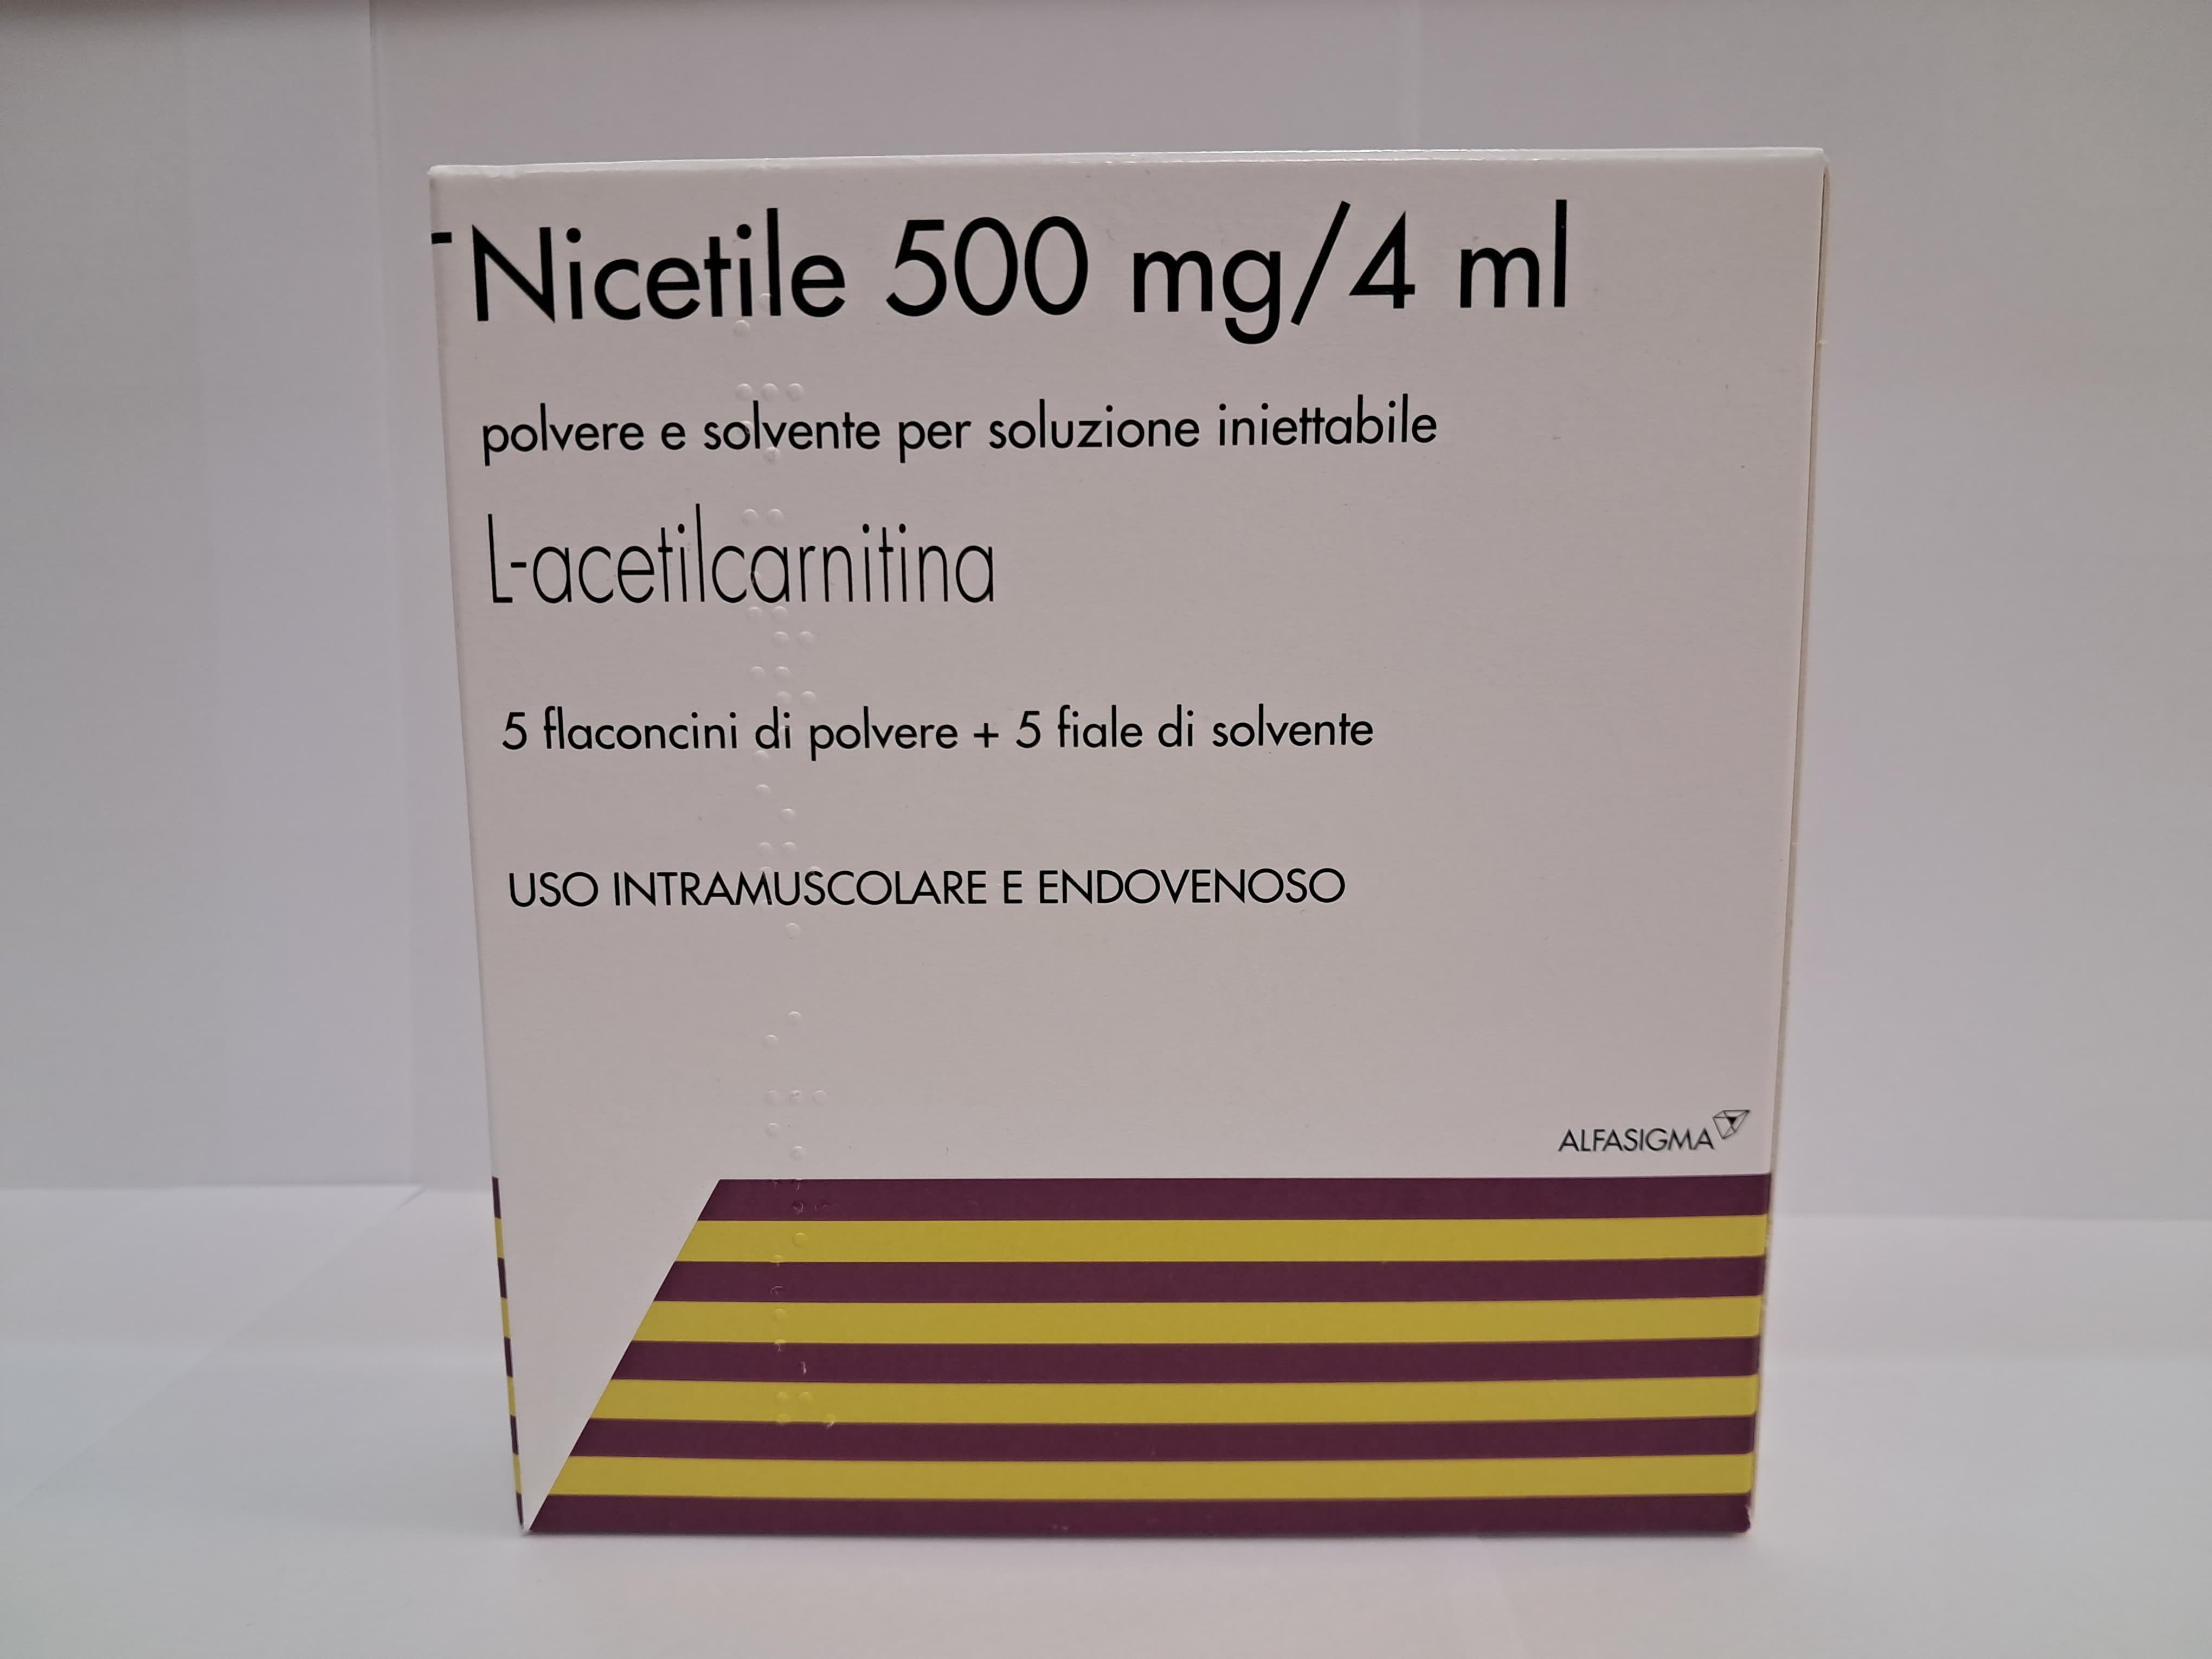 Nicetile 500 mg/4 ml
polvere e solvente per soluzione iniettabile
L-acetilcarnitina
5 flaconcini di polvere + 5 fiale di solvente
USO INTRAMUSCOLARE E ENDOVENOSO
ALFASIGMA